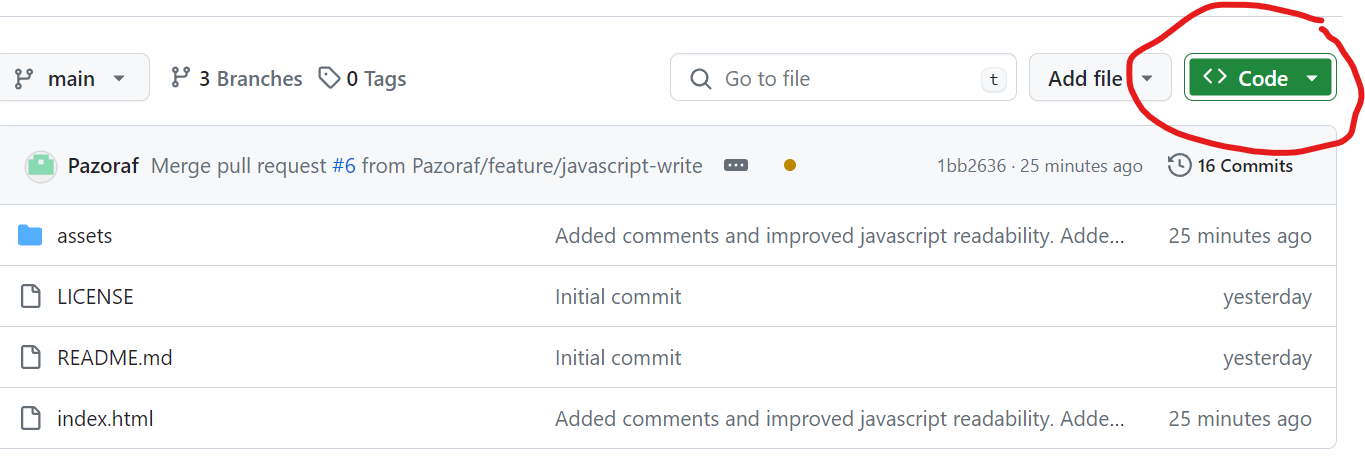 main 3 Branches 0 Tags Go to file t Add file Code
Pazoraf Merge pull request #6 from Pazoraf/feature/javascript-write 1bb2636 · 25 minutes ago 16 Commits
assets Added comments and improved javascript readability. Adde... 25 minutes ago
LICENSE Initial commit yesterday
README.md Initial commit yesterday
index.html Added comments and improved javascript readability. Adde... 25 minutes ago